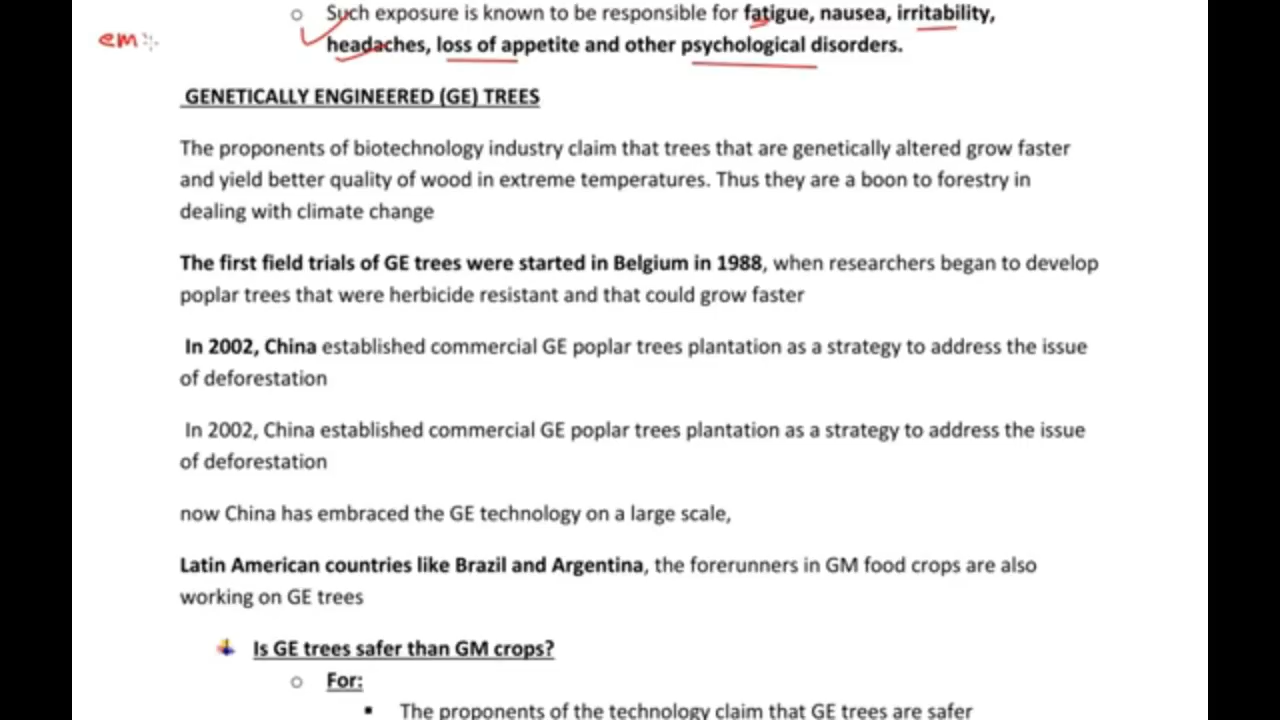 o Such exposure is known to be responsible for fatigue, nausea, irritability,
em
headaches, loss of appetite and other psychological disorders.
GENETICALLY ENGINEERED (GE) TREES
The proponents of biotechnology industry claim that trees that are genetically altered grow faster
and yield better quality of wood in extreme temperatures. Thus they are a boon to forestry in
dealing with climate change
The first field trials of GE trees were started in Belgium in 1988, when researchers began to develop
poplar trees that were herbicide resistant and that could grow faster
In 2002, China established commercial GE poplar trees plantation as a strategy to address the issue
of deforestation
In 2002, China established commercial GE poplar trees plantation as a strategy to address the issue
of deforestation
now China has embraced the GE technology on a large scale,
Latin American countries like Brazil and Argentina, the forerunners in GM food crops are also
working on GE trees
Is GE trees safer than GM crops?
o For:
▪ The proponents of the technology claim that GE trees are safer